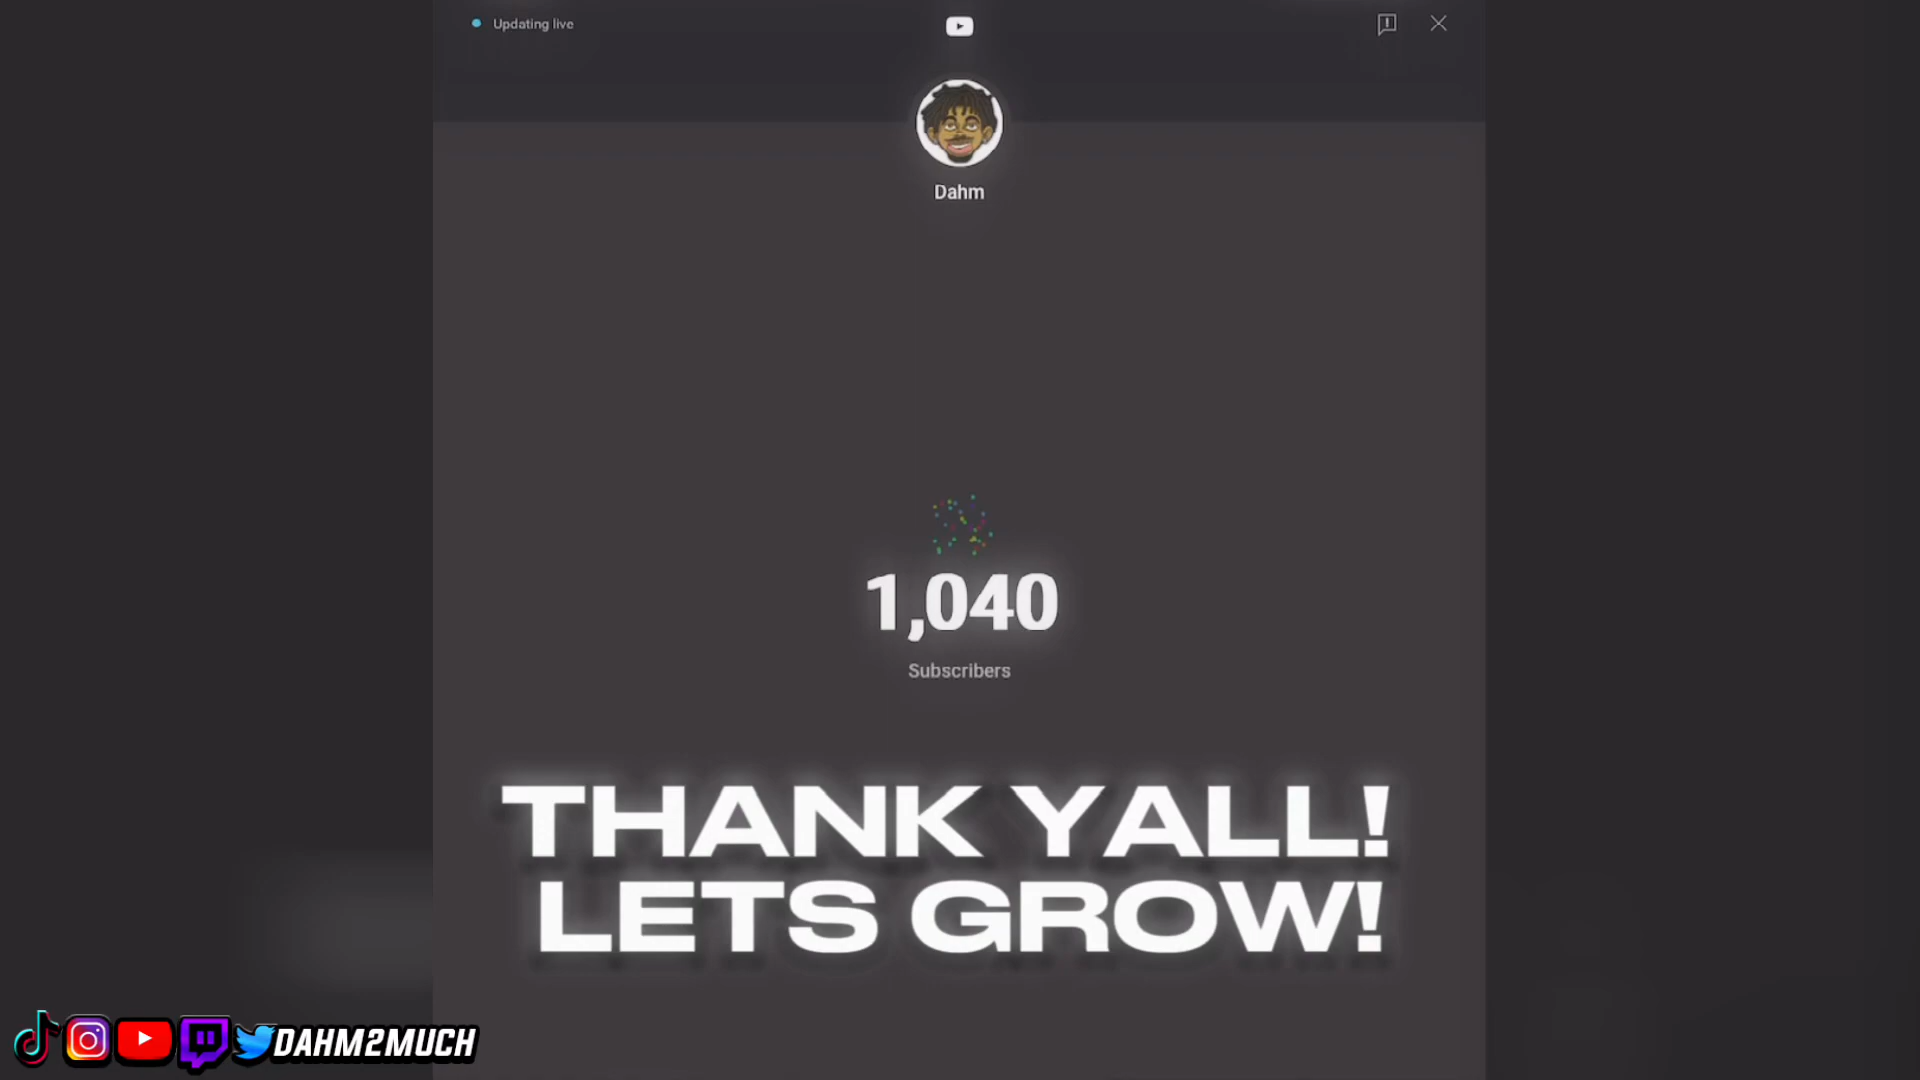 Updating live
Dahm
1,040
Subscribers
THANK YALL!
LETS GROW!
DAHM2MUCH